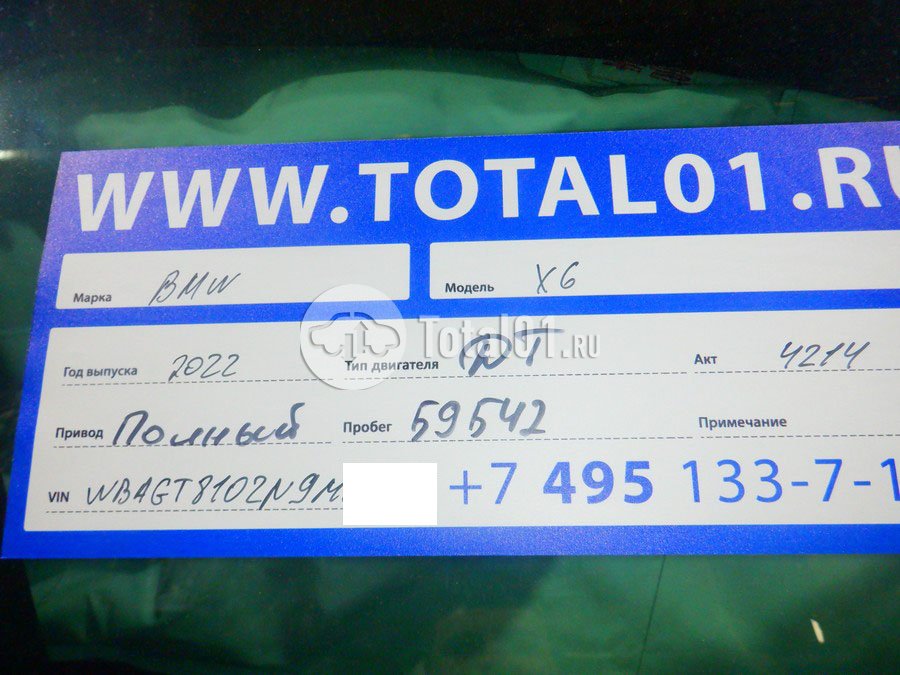 WWW.TOTAL01.RU
Марка BMW Модель X6
Total01.RU
Год выпуска 2022 Тип двигателя ДТ Акт 4214
Привод Полный Пробег 59542 Примечание
VIN WBAGT8102N9M +7 495 133-7-1